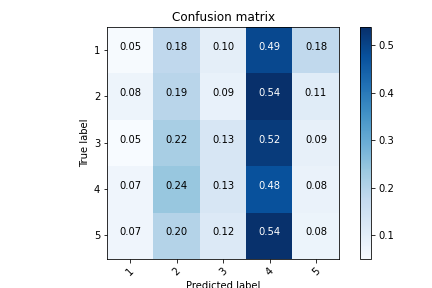 Confusion matrix
1 0.05 0.18 0.10 0.49 0.18
2 0.08 0.19 0.09 0.54 0.11
3 0.05 0.22 0.13 0.52 0.09
4 0.07 0.24 0.13 0.48 0.08
5 0.07 0.20 0.12 0.54 0.08
1 2 3 4 5
True label
Predicted label
0.5
0.4
0.3
0.2
0.1